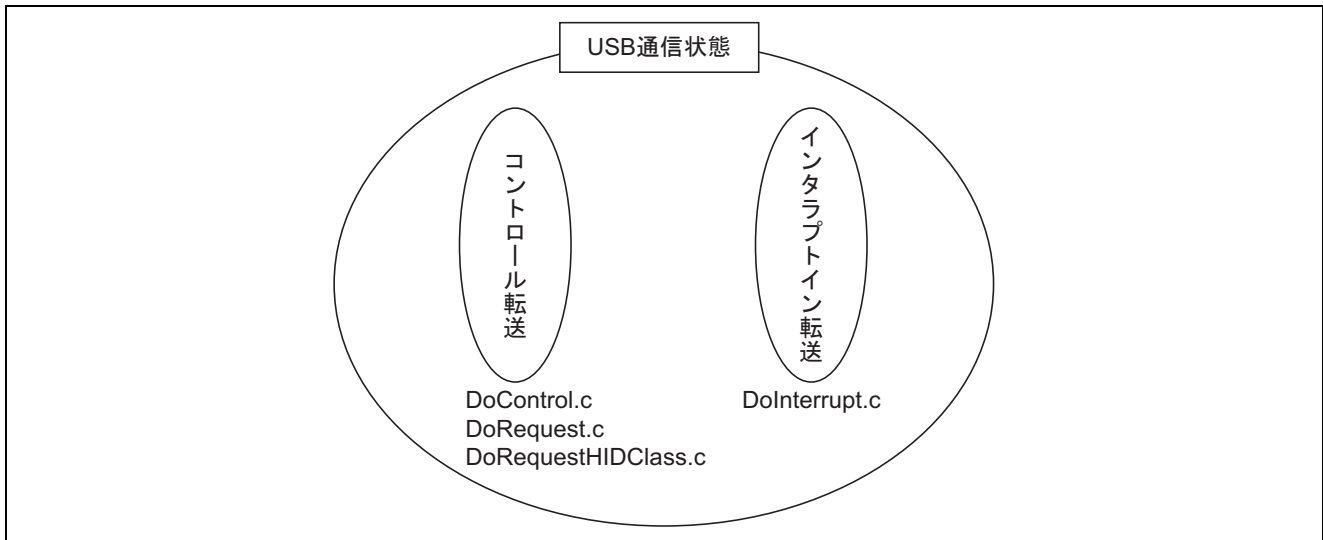 USB通信状態
コントロール転送
DoControl.c
DoRequest.c
DoRequestHIDClass.c
インタラプトイン転送
DoInterrupt.c